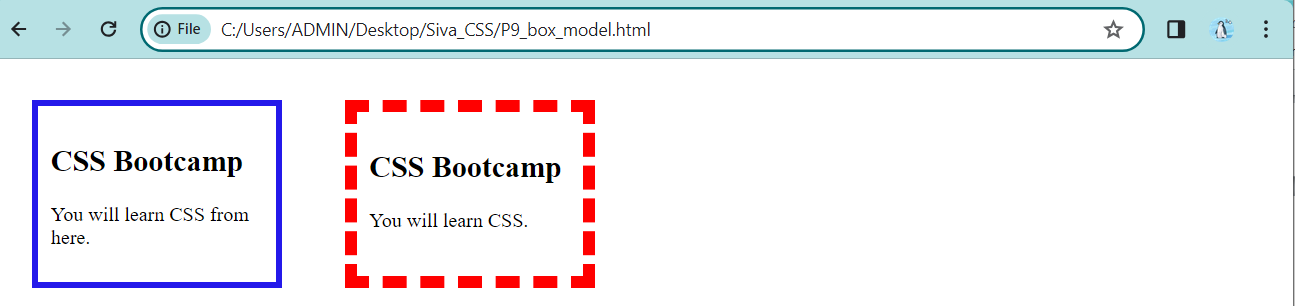 File
C:/Users/ADMIN/Desktop/Siva_CSS/P9_box_model.html
CSS Bootcamp
You will learn CSS from
here.
CSS Bootcamp
You will learn CSS.